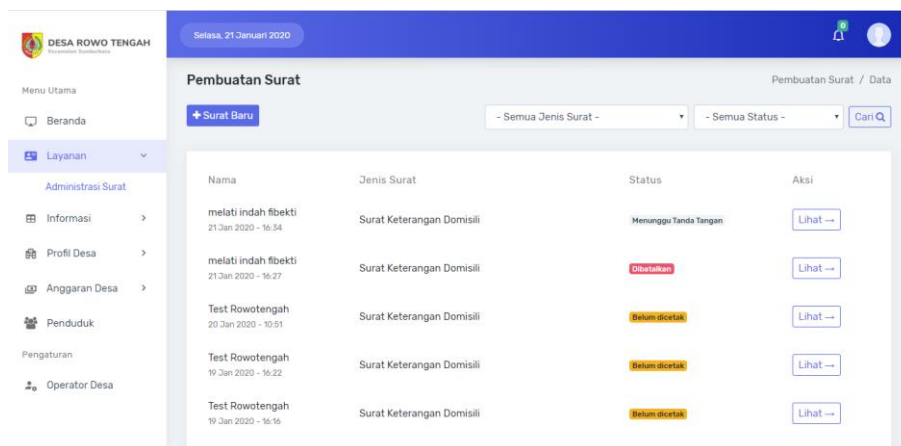 DESA ROWO TENGAH
Kecamatan Sumberbaru
Selasa, 21 Januari 2020
0
Menu Utama
Beranda
Layanan
Administrasi Surat
Informasi
Profil Desa
Anggaran Desa
Penduduk
Pengaturan
Operator Desa
Pembuatan Surat
Pembuatan Surat / Data
+ Surat Baru
- Semua Jenis Surat -
- Semua Status -
Cari
Nama Jenis Surat Status Aksi
melati indah fibekti
21 Jan 2020 - 16:34
Surat Keterangan Domisili
Menunggu Tanda Tangan
Lihat →
melati indah fibekti
21 Jan 2020 - 16:27
Surat Keterangan Domisili
Dibatalkan
Lihat →
Test Rowotengah
20 Jan 2020 - 10:51
Surat Keterangan Domisili
Belum dicetak
Lihat →
Test Rowotengah
19 Jan 2020 - 16:22
Surat Keterangan Domisili
Belum dicetak
Lihat →
Test Rowotengah
19 Jan 2020 - 16:16
Surat Keterangan Domisili
Belum dicetak
Lihat →